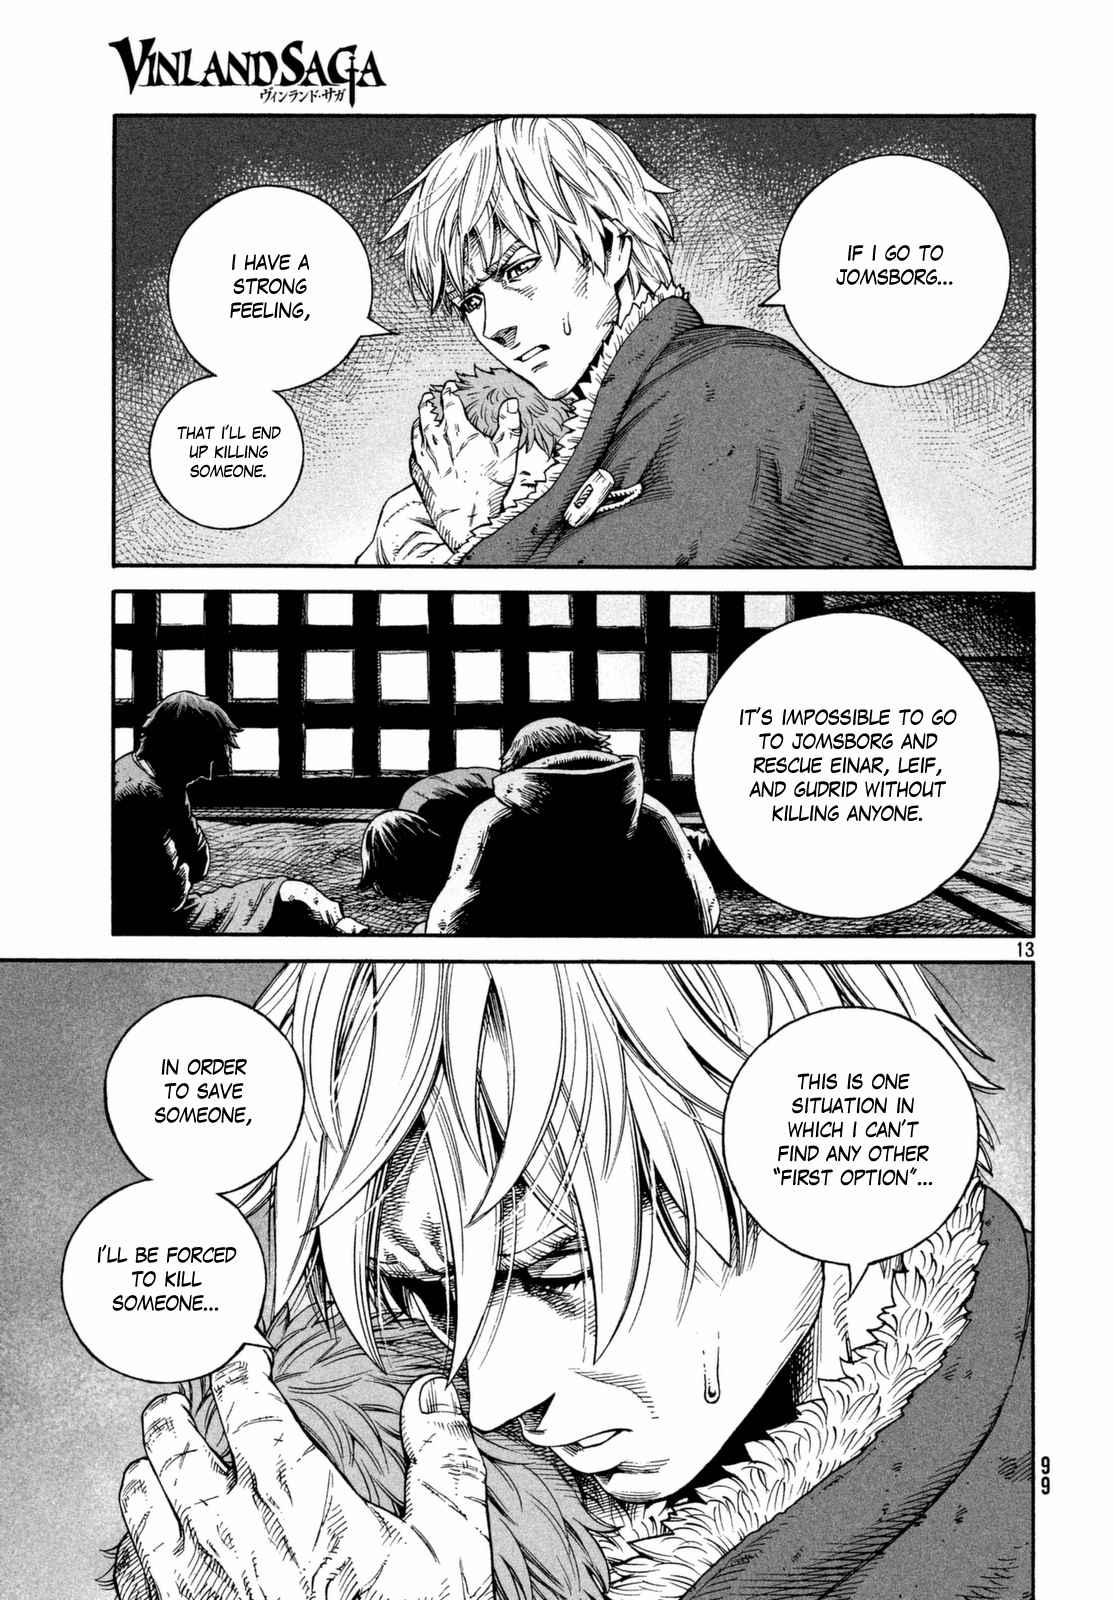 VINLAND SAGA
ヴィンランド・サガ
IF I GO TO
JOMSBORG...
I HAVE A
STRONG
FEELING,
THAT I'LL END
UP KILLING
SOMEONE.
IT'S IMPOSSIBLE TO GO
TO JOMSBORG AND
RESCUE EINAR, LEIF,
AND GUDRID WITHOUT
KILLING ANYONE.
13
THIS IS ONE
SITUATION IN
WHICH I CAN'T
FIND ANY OTHER
"FIRST OPTION"...
IN ORDER
TO SAVE
SOMEONE,
I'LL BE FORCED
TO KILL
SOMEONE...
99